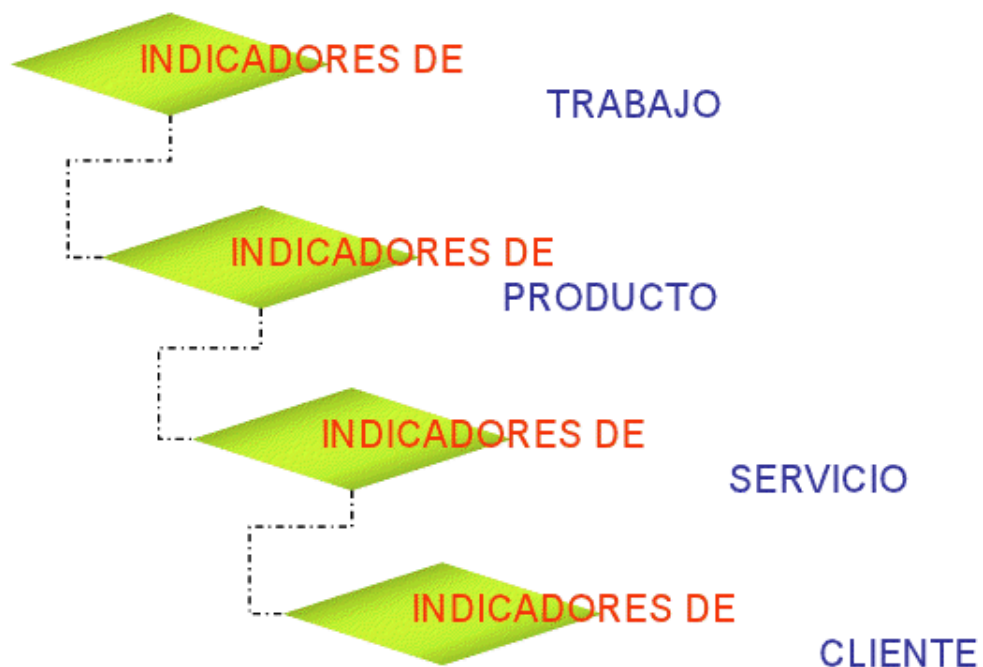 INDICADORES DE
TRABAJO
INDICADORES DE
PRODUCTO
INDICADORES DE
SERVICIO
INDICADORES DE
CLIENTE